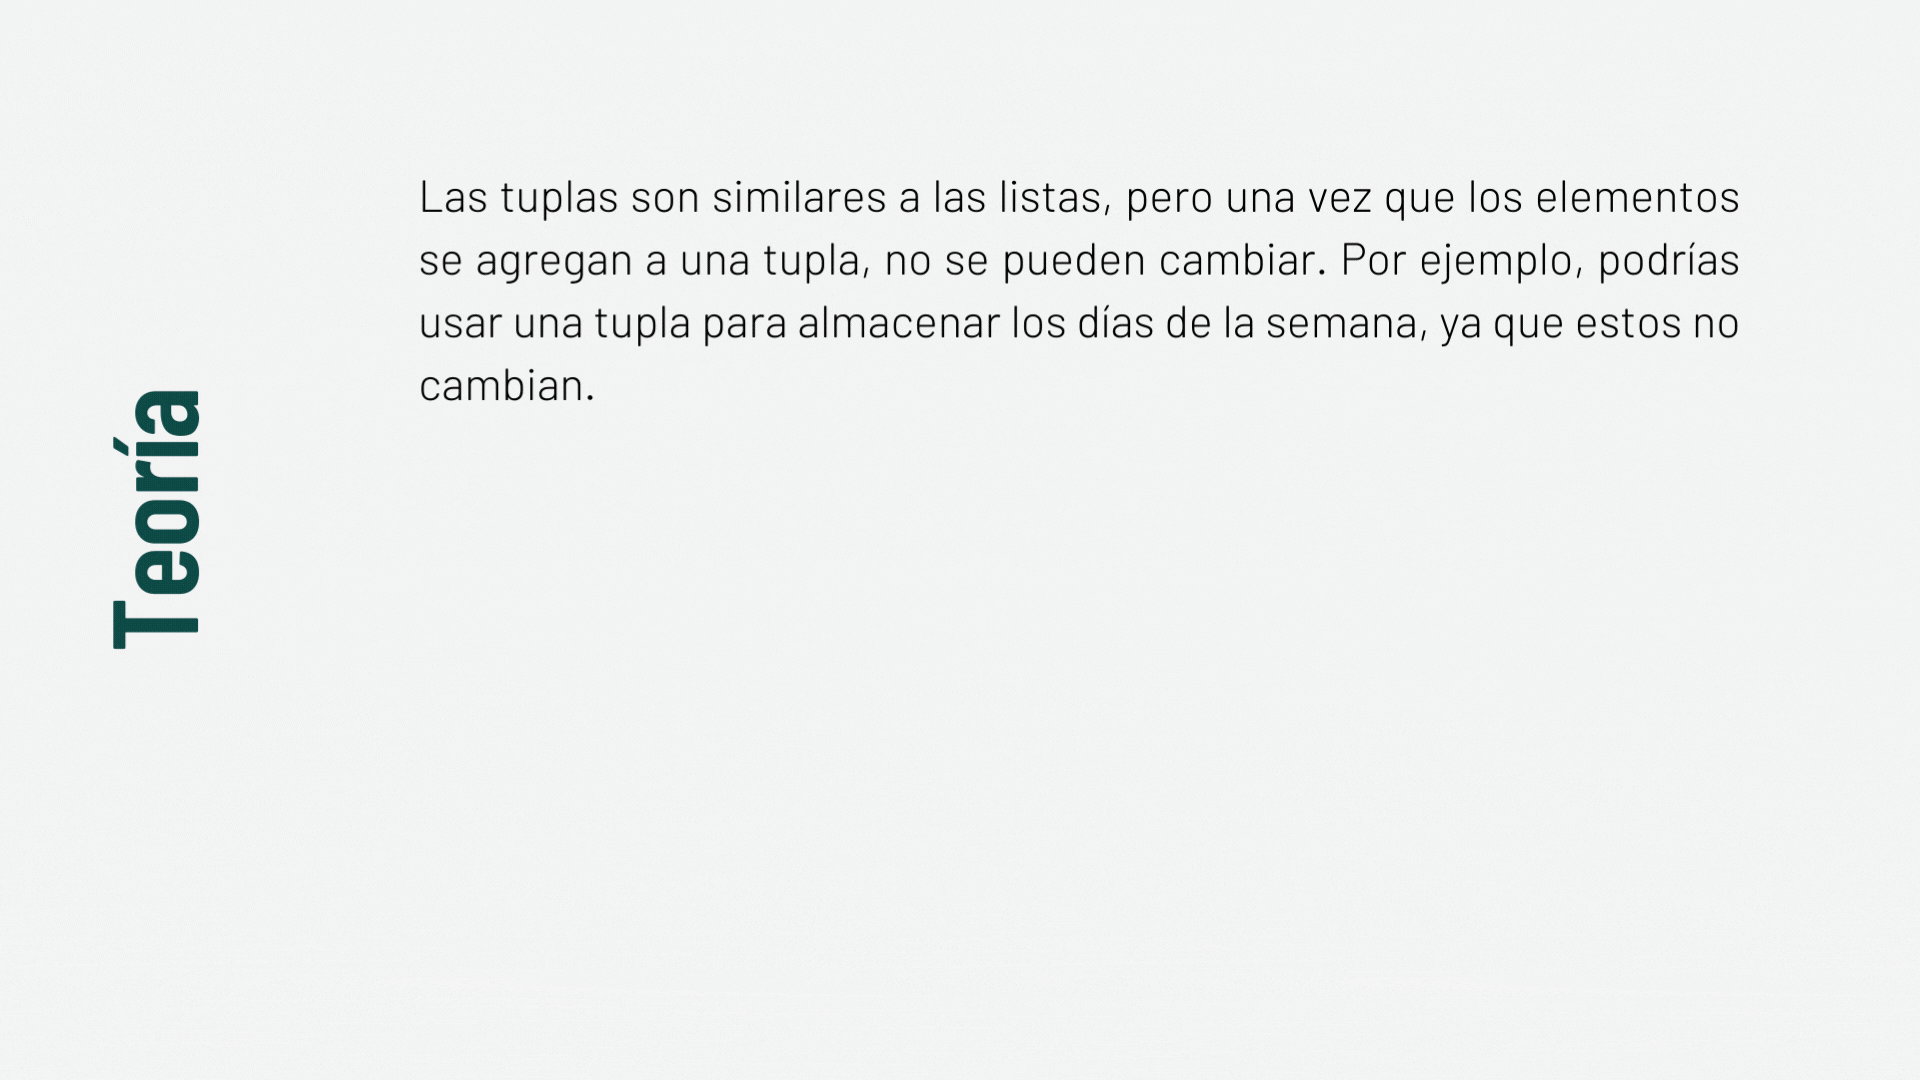 Teoría
Las tuplas son similares a las listas, pero una vez que los elementos
se agregan a una tupla, no se pueden cambiar. Por ejemplo, podrías
usar una tupla para almacenar los días de la semana, ya que estos no
cambian.